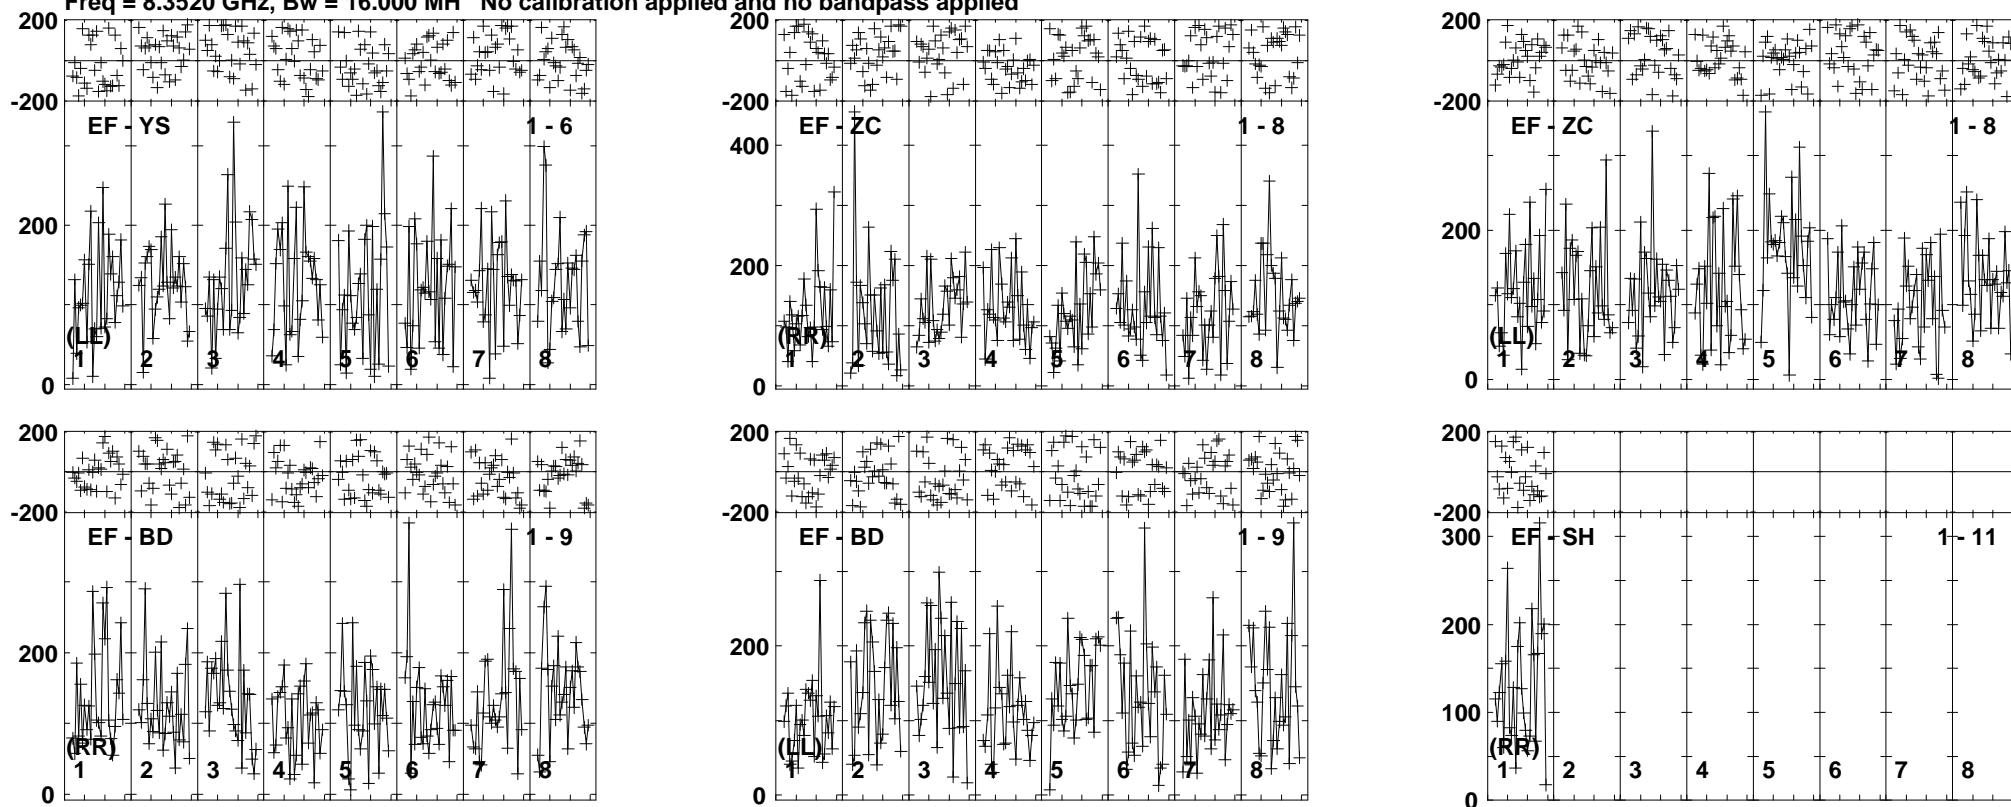 Freq = 8.3520 GHz, Bw = 16.000 MH No calibration applied and no bandpass applied
200 200 200
-200 -200 -200
EF - YS 1 - 6 EF - ZC 1 - 8 EF - ZC 1 - 8
400
200 200 200
(LL) (RR) (LL)
1 2 3 4 5 6 7 8 1 2 3 4 5 6 7 8 1 2 3 4 5 6 7 8
0 0 0
200 200 200
-200 -200 -200
EF - BD 1 - 9 EF - BD 1 - 9 300 EF - SH 1 - 11
200 200 200
100
(RR) (LL) (RR)
1 2 3 4 5 6 7 8 1 2 3 4 5 6 7 8 1 2 3 4 5 6 7 8
0 0 0